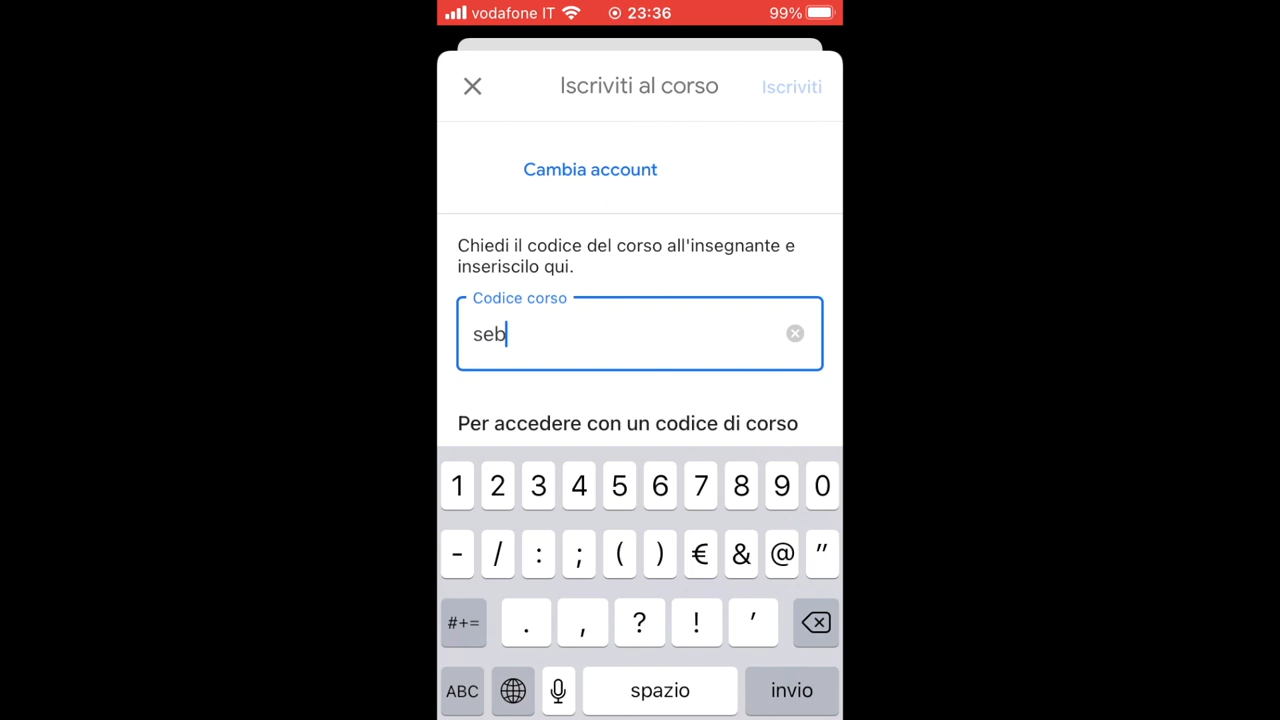 vodafone IT 23:36 99%
Iscriviti al corso Iscriviti
Cambia account
Chiedi il codice del corso all'insegnante e
inseriscilo qui.
Codice corso
seb
Per accedere con un codice di corso
1 2 3 4 5 6 7 8 9 0
- / : ; ( ) € & @ "
#+= . , ? ! '
ABC spazio invio